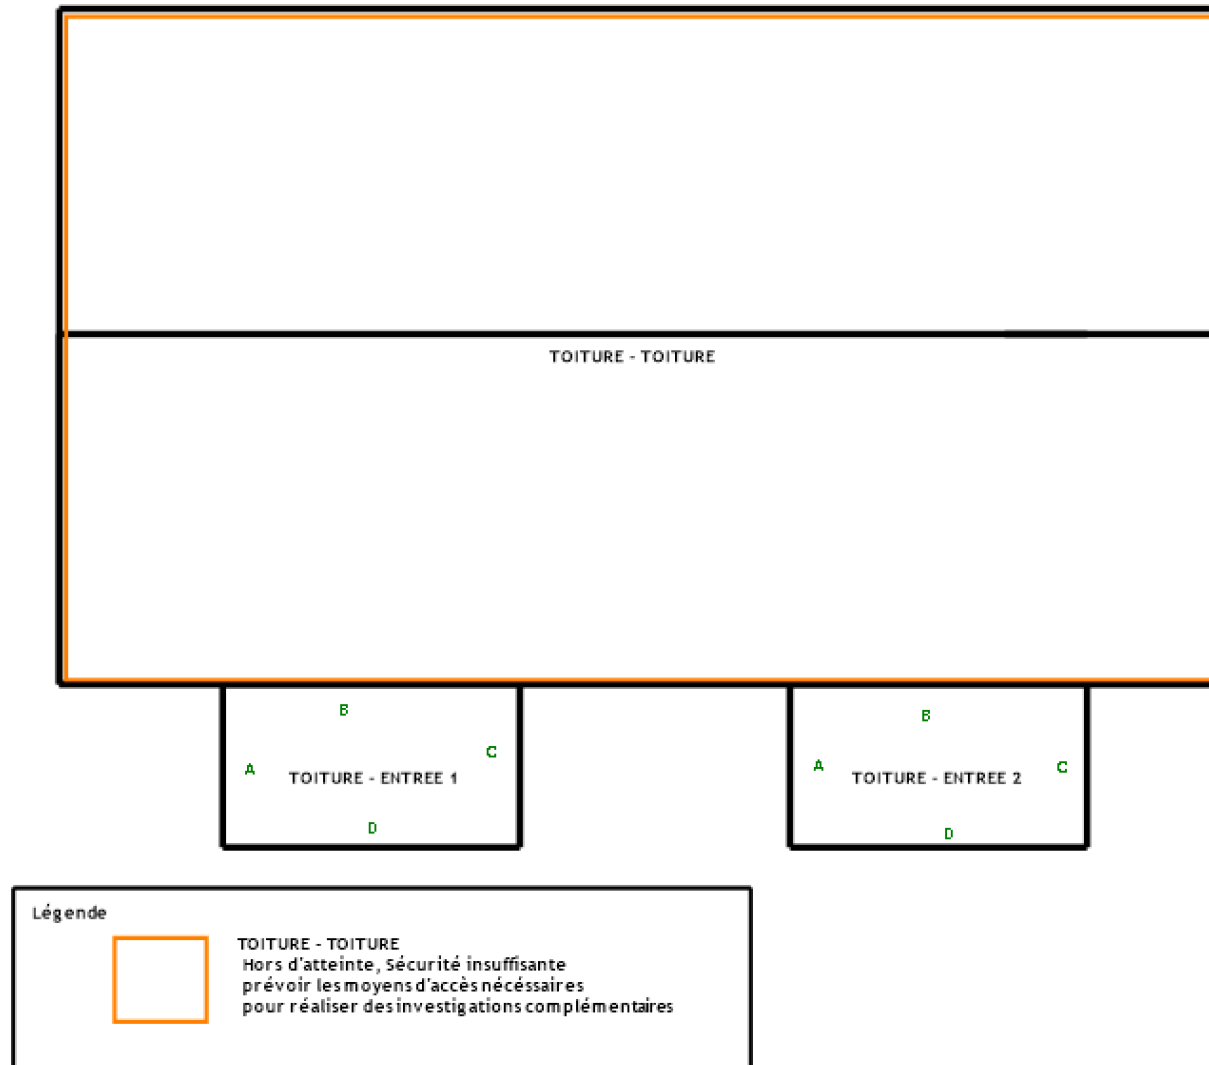 TOITURE - TOITURE
B
B
A
C
TOITURE - ENTREE 1
A
C
TOITURE - ENTREE 2
D
D
Légende
TOITURE - TOITURE
Hors d'atteinte, Sécurité insuffisante
prévoir les moyens d'accès nécéssaires
pour réaliser des investigations complémentaires